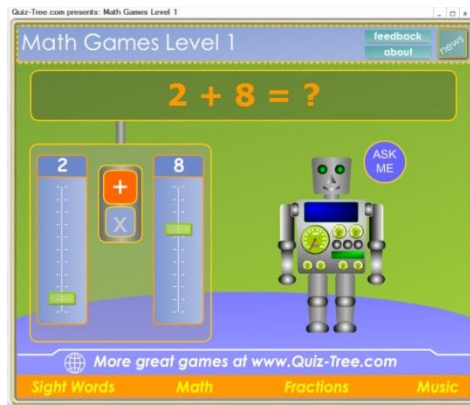 Quiz-Tree.com presents: Math Games Level 1
Math Games Level 1
feedback
about
news
2 + 8 = ?
2
8
+
X
ASK
ME
More great games at www.Quiz-Tree.com
Sight Words Math Fractions Music